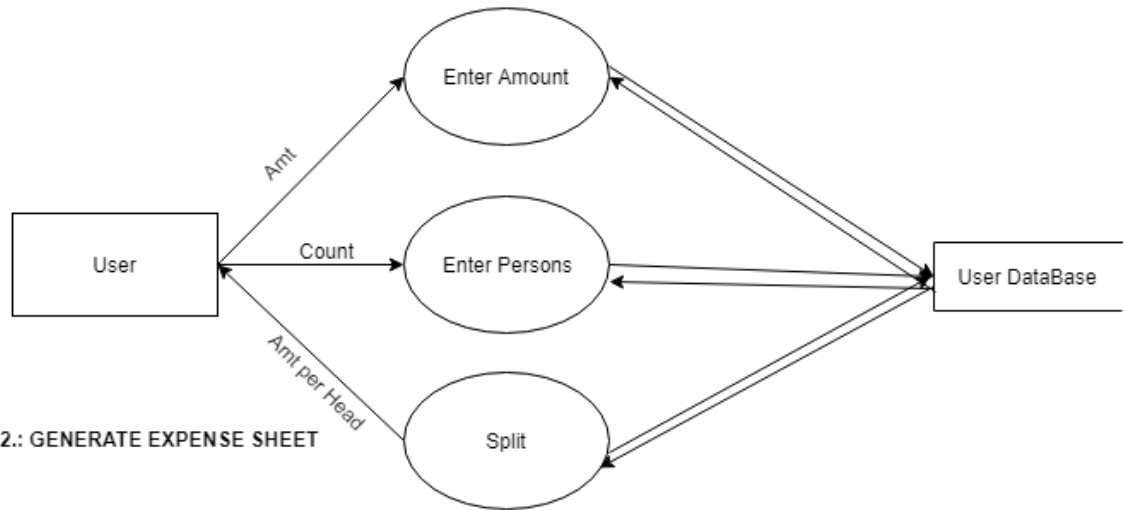 Enter Amount
Amt
User
Count
Enter Persons
User DataBase
Amt per Head
2.: GENERATE EXPENSE SHEET
Split